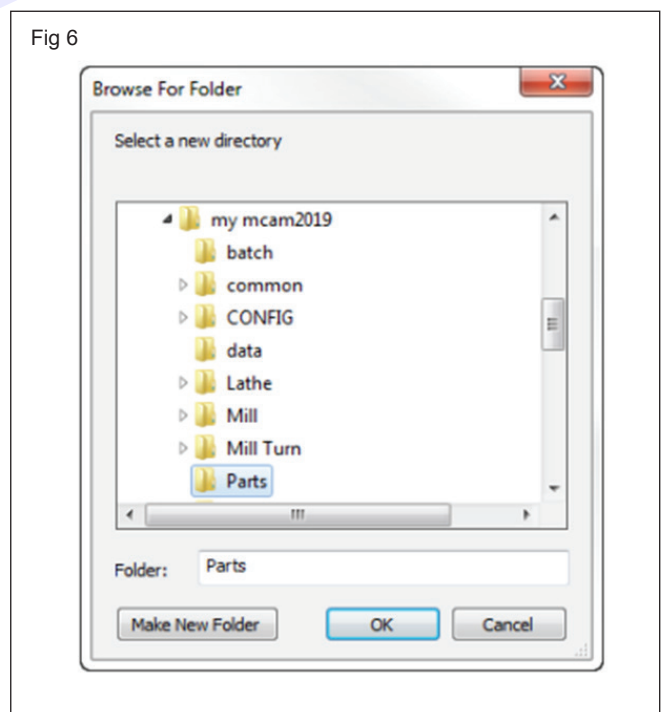 Fig 6
Browse For Folder
Select a new directory
my mcam2019
batch
common
CONFIG
data
Lathe
Mill
Mill Turn
Parts
Folder: Parts
Make New Folder OK Cancel